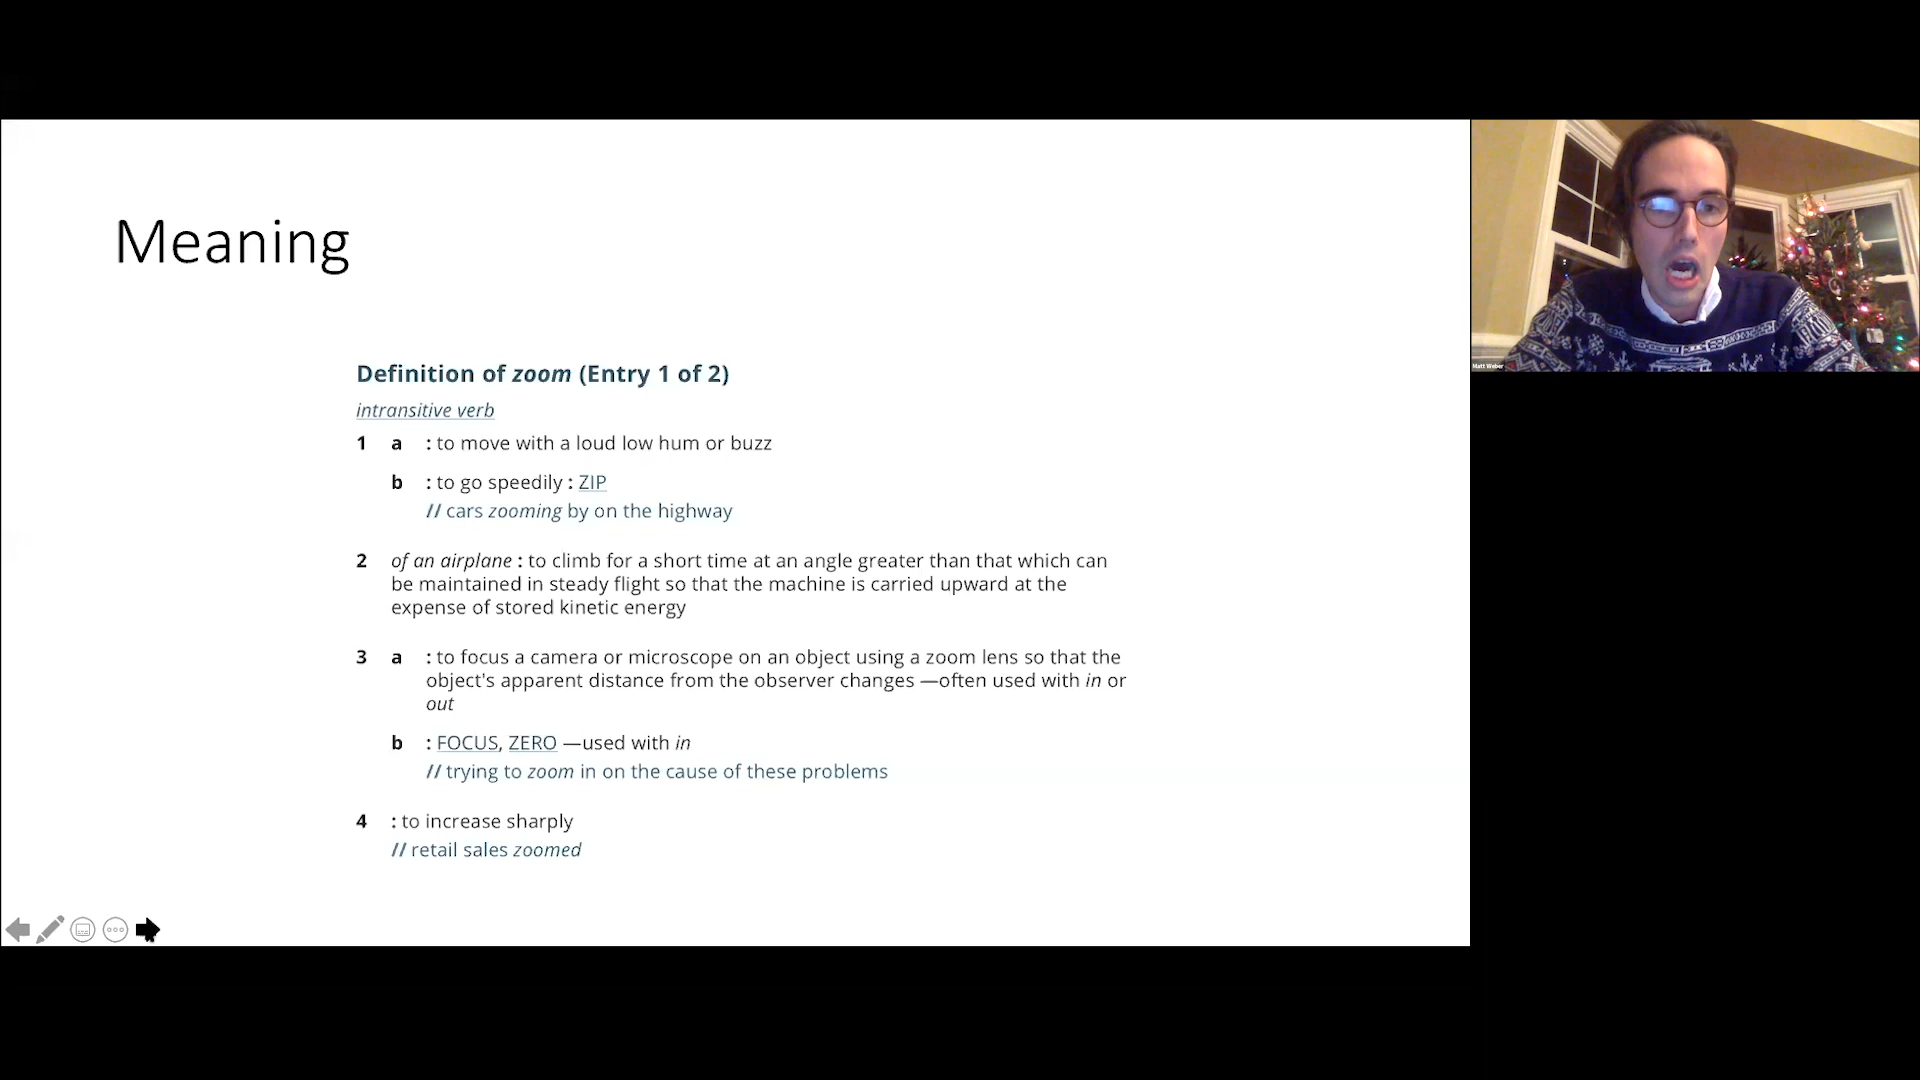 Meaning
Definition of zoom (Entry 1 of 2)
intransitive verb
1 a : to move with a loud low hum or buzz
b : to go speedily : ZIP
// cars zooming by on the highway
2 of an airplane : to climb for a short time at an angle greater than that which can
be maintained in steady flight so that the machine is carried upward at the
expense of stored kinetic energy
3 a : to focus a camera or microscope on an object using a zoom lens so that the
object's apparent distance from the observer changes —often used with in or
out
b : FOCUS, ZERO —used with in
// trying to zoom in on the cause of these problems
4 : to increase sharply
// retail sales zoomed
Matt Weber